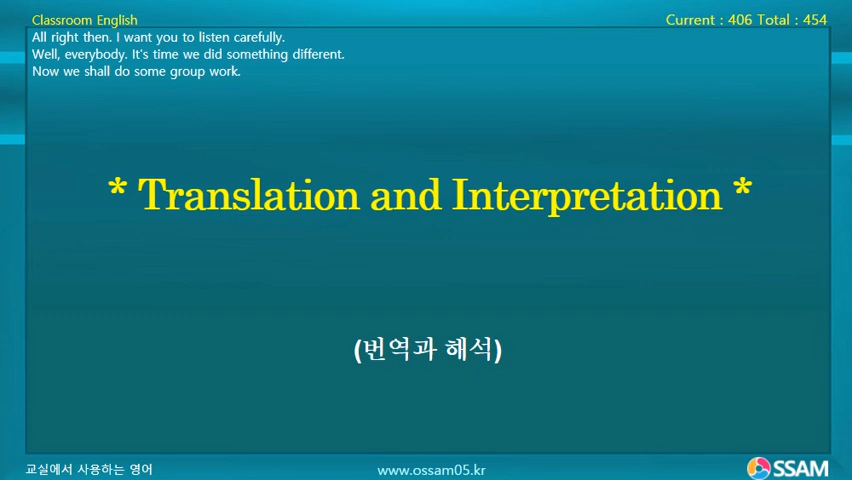 Classroom English
Current : 406 Total : 454
All right then. I want you to listen carefully.
Well, everybody. It's time we did something different.
Now we shall do some group work.
* Translation and Interpretation *
(번역과 해석)
교실에서 사용하는 영어
www.ossam05.kr
OSSAM